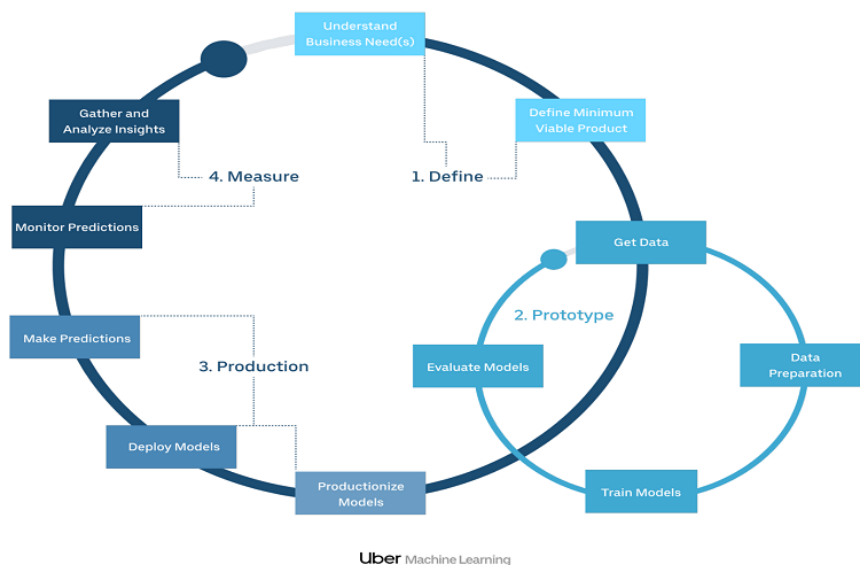 Understand
Business Need(s)
Gather and
Analyze Insights
Define Minimum
Viable Product
4. Measure
1. Define
Monitor Predictions
Get Data
2. Prototype
Make Predictions
3. Production
Evaluate Models
Data
Preparation
Deploy Models
Productionize
Models
Train Models
Uber Machine Learning